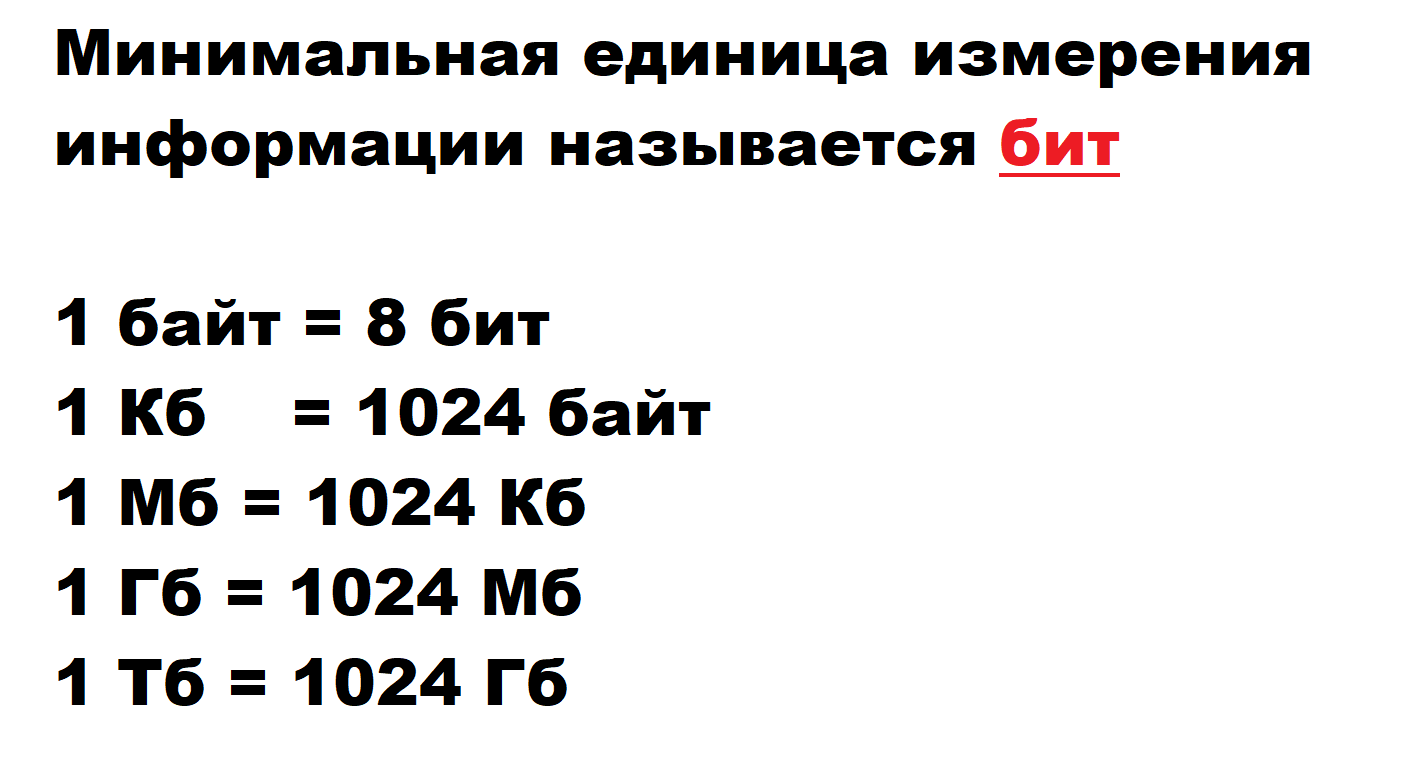 Минимальная единица измерения
информации называется бит
1 байт = 8 бит
1 Кб = 1024 байт
1 Мб = 1024 Кб
1 Гб = 1024 Мб
1 Тб = 1024 Гб